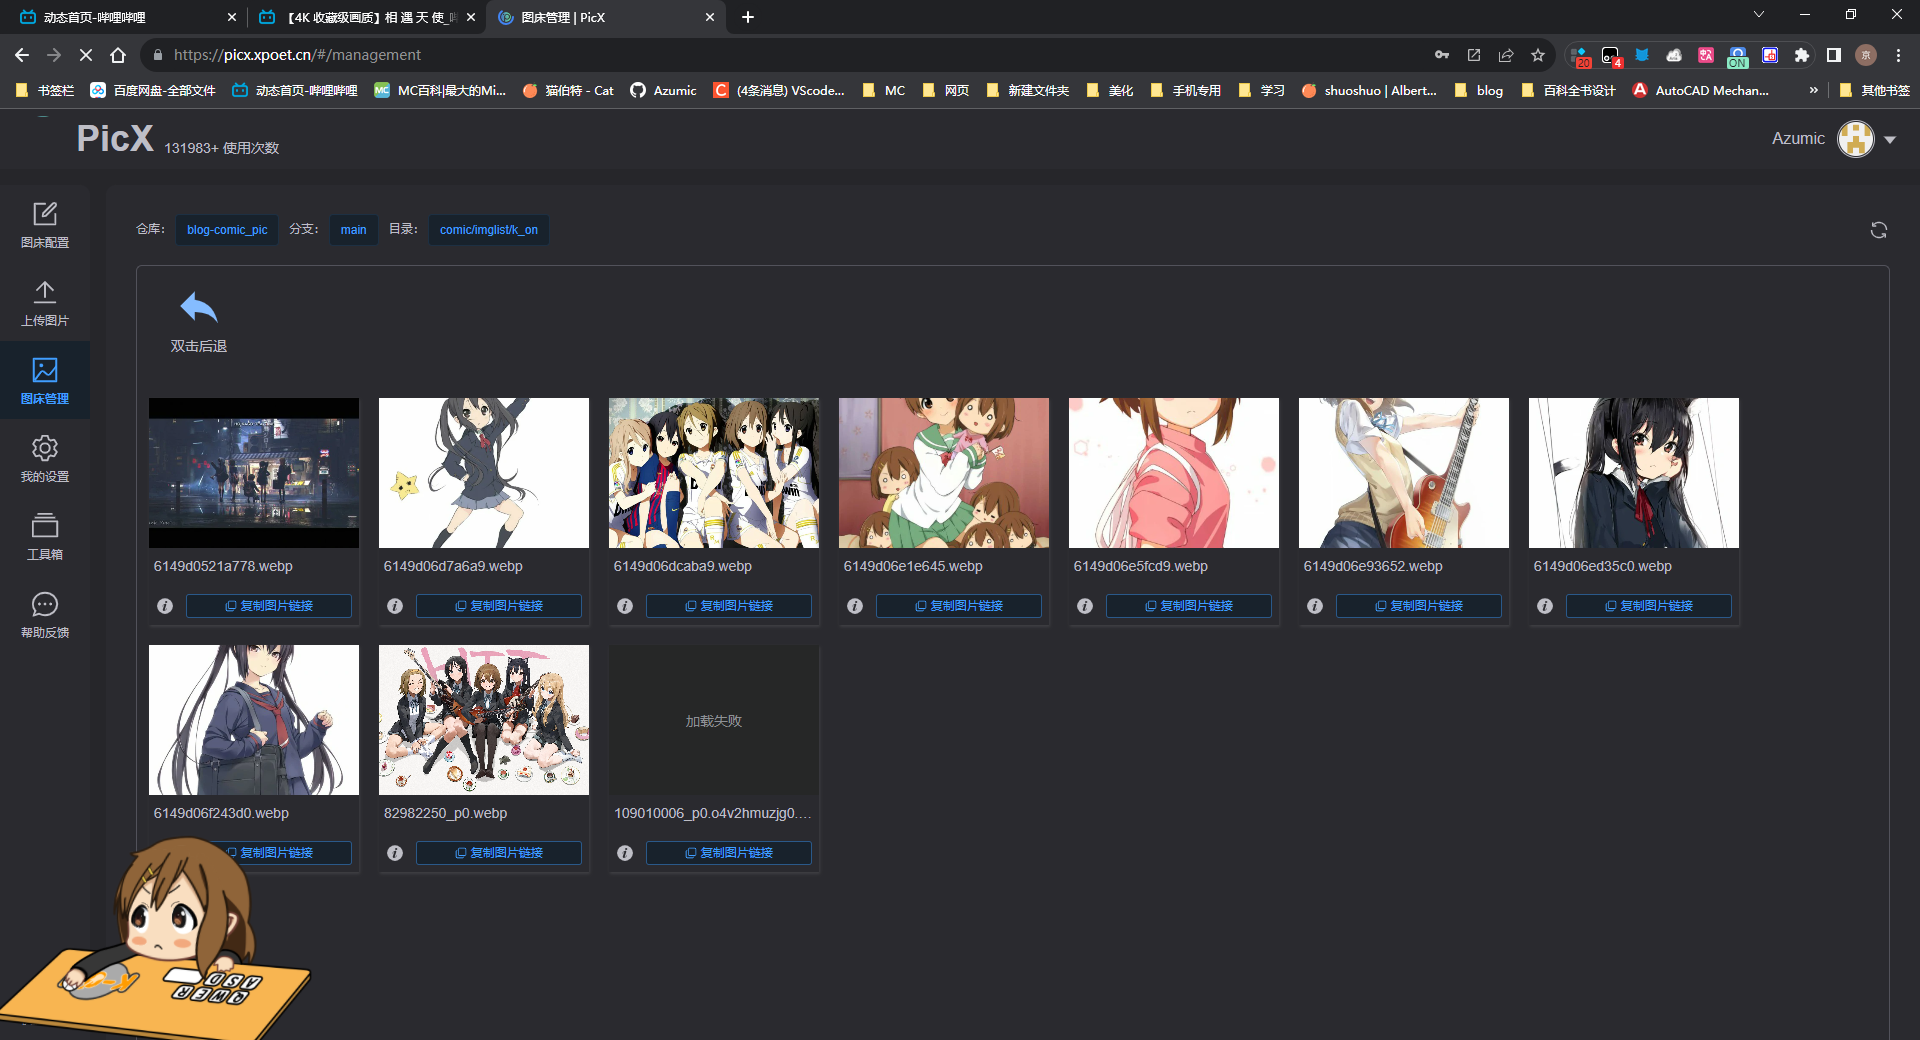 动态首页-哔哩哔哩
【4K 收藏级画质】相 遇 天 使_哔
图床管理 | PicX
https://picx.xpoet.cn/#/management
20
4
ON
京
书签栏
百度网盘-全部文件
动态首页-哔哩哔哩
MC百科|最大的Mi...
猫伯特 - Cat
Azumic
(4条消息) VScode...
MC
网页
新建文件夹
美化
手机专用
学习
shuoshuo | Albert...
blog
百科全书设计
AutoCAD Mechan...
»
其他书签
PicX
131983+ 使用次数
Azumic
图床配置
上传图片
图床管理
我的设置
工具箱
帮助反馈
仓库：
blog-comic_pic
分支：
main
目录：
comic/imglist/k_on
双击后退
6149d0521a778.webp
6149d06d7a6a9.webp
6149d06dcaba9.webp
6149d06e1e645.webp
6149d06e5fcd9.webp
6149d06e93652.webp
6149d06ed35c0.webp
复制图片链接
复制图片链接
复制图片链接
复制图片链接
复制图片链接
复制图片链接
复制图片链接
HTT
加载失败
6149d06f243d0.webp
82982250_p0.webp
109010006_p0.o4v2hmuzjg0....
复制图片链接
复制图片链接
复制图片链接
ASD
QWER